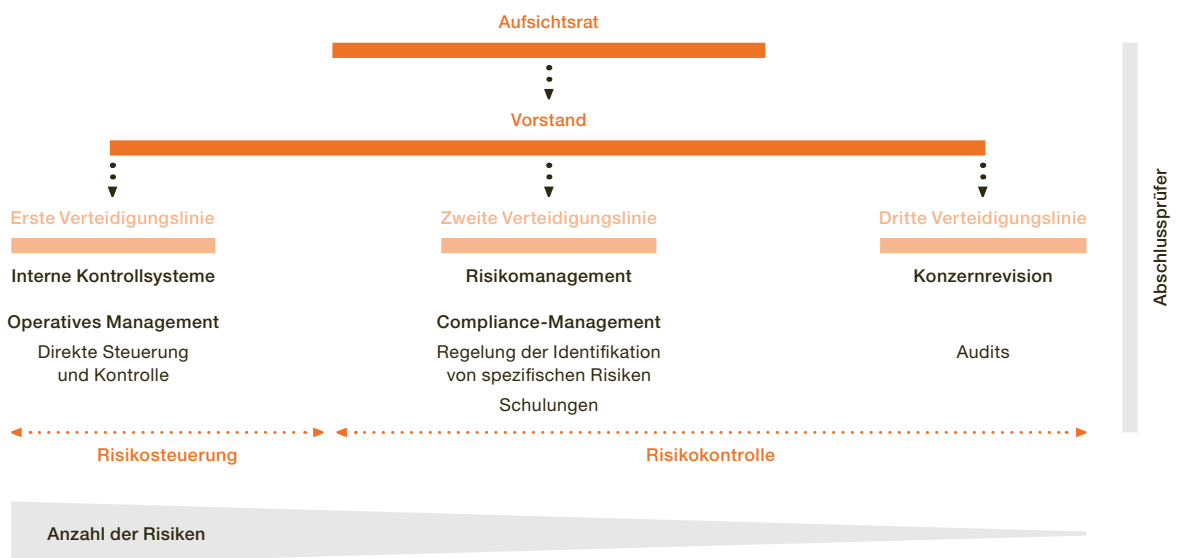 Aufsichtsrat
Vorstand
Erste Verteidigungslinie
Interne Kontrollsysteme
Operatives Management
Direkte Steuerung
und Kontrolle
Zweite Verteidigungslinie
Risikomanagement
Compliance-Management
Regelung der Identifikation
von spezifischen Risiken
Schulungen
Dritte Verteidigungslinie
Konzernrevision
Audits
Abschlussprüfer
Risikosteuerung
Risikokontrolle
Anzahl der Risiken